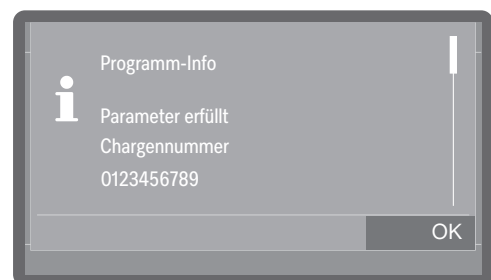 Programm-Info
Parameter erfüllt
Chargennummer
0123456789
OK